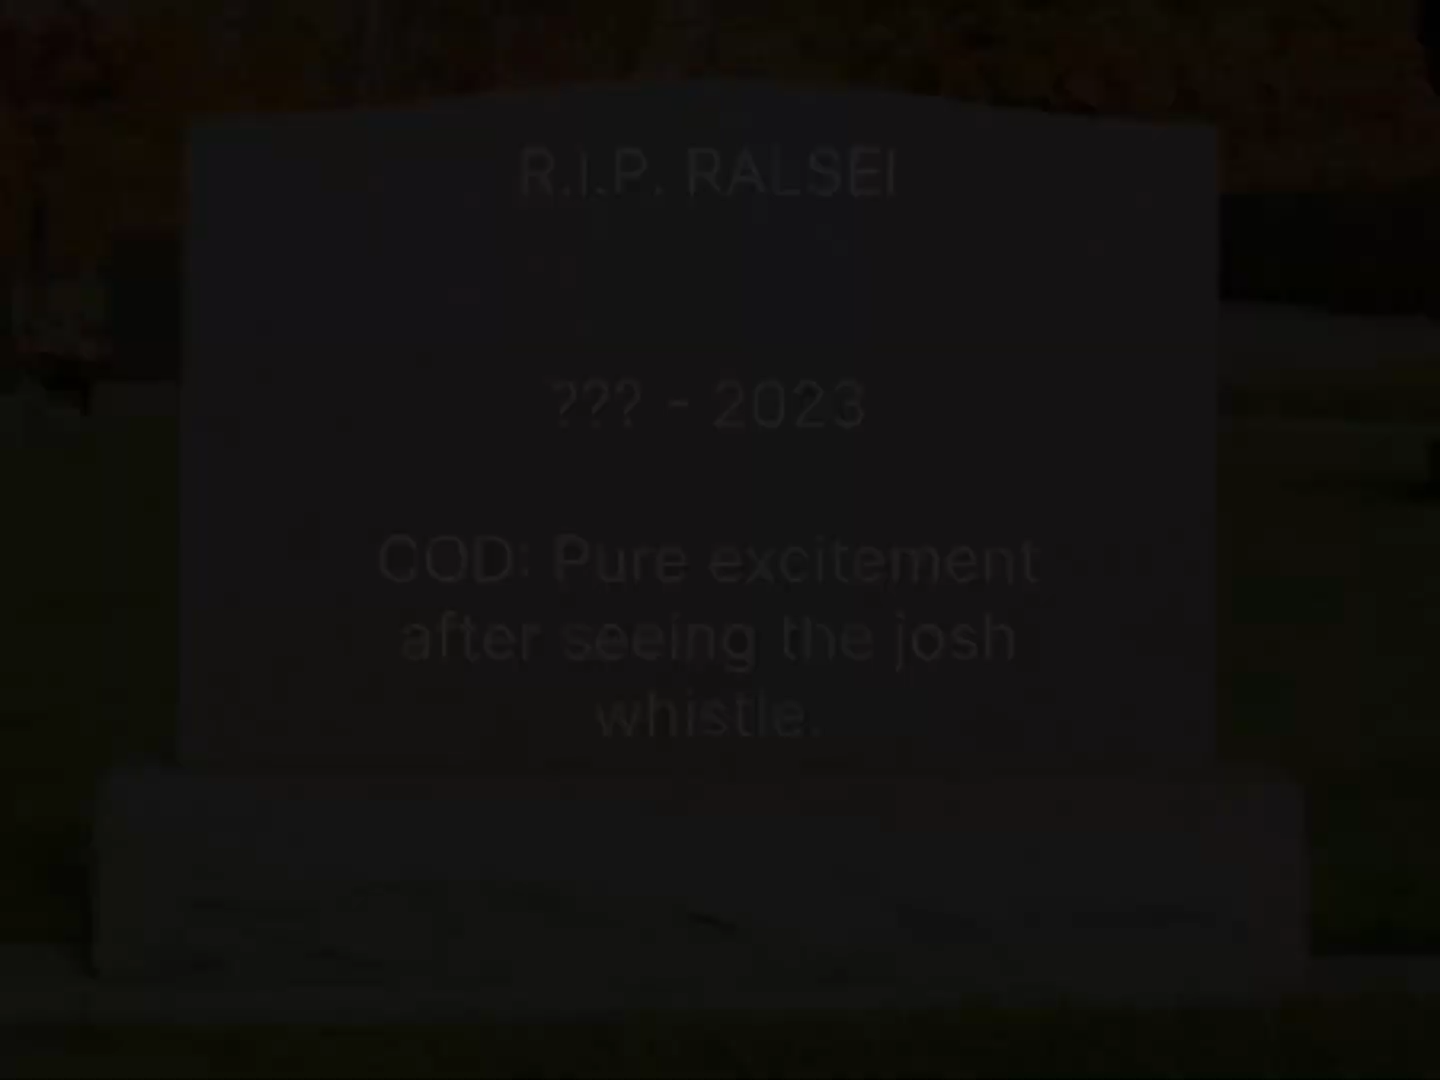 R.I.P. RALSEI
??? - 2023
COD: Pure excitement
after seeing the josh
whistle.